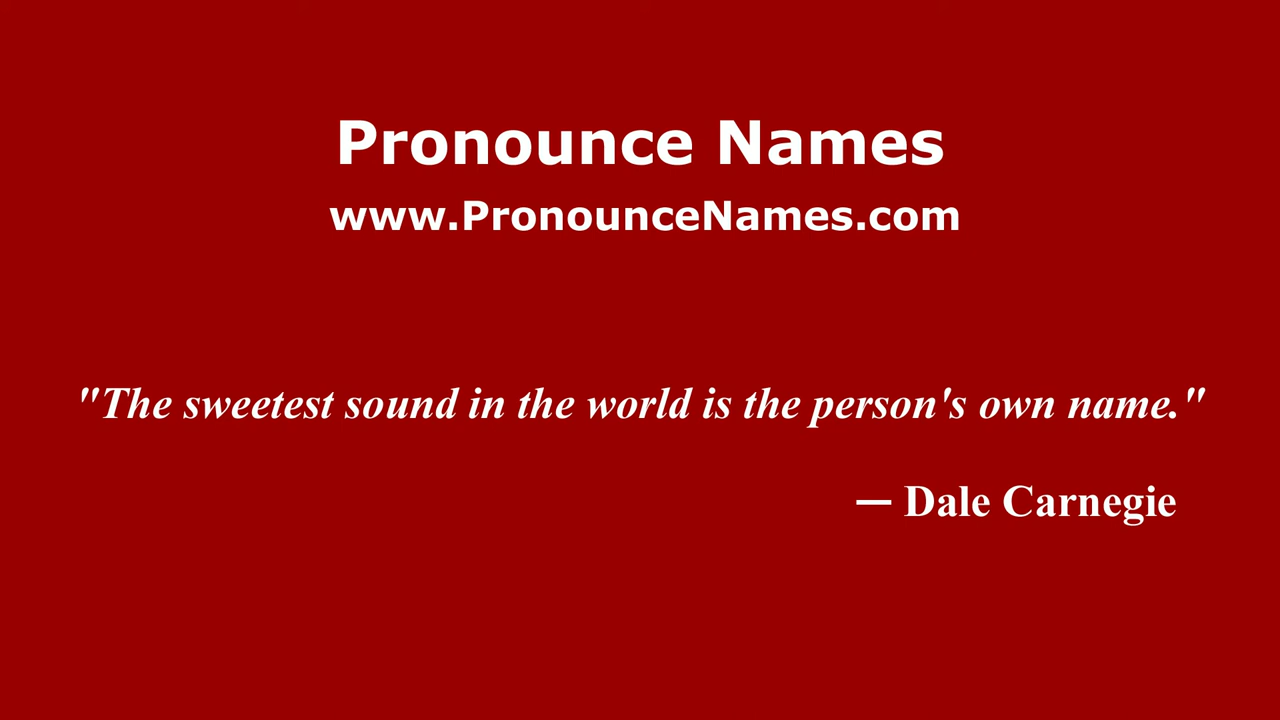 Pronounce Names
www.PronounceNames.com
"The sweetest sound in the world is the person's own name."
— Dale Carnegie